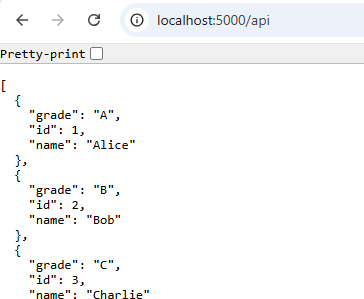 localhost:5000/api
Pretty-print
[
  {
    "grade": "A",
    "id": 1,
    "name": "Alice"
  },
  {
    "grade": "B",
    "id": 2,
    "name": "Bob"
  },
  {
    "grade": "C",
    "id": 3,
    "name": "Charlie"